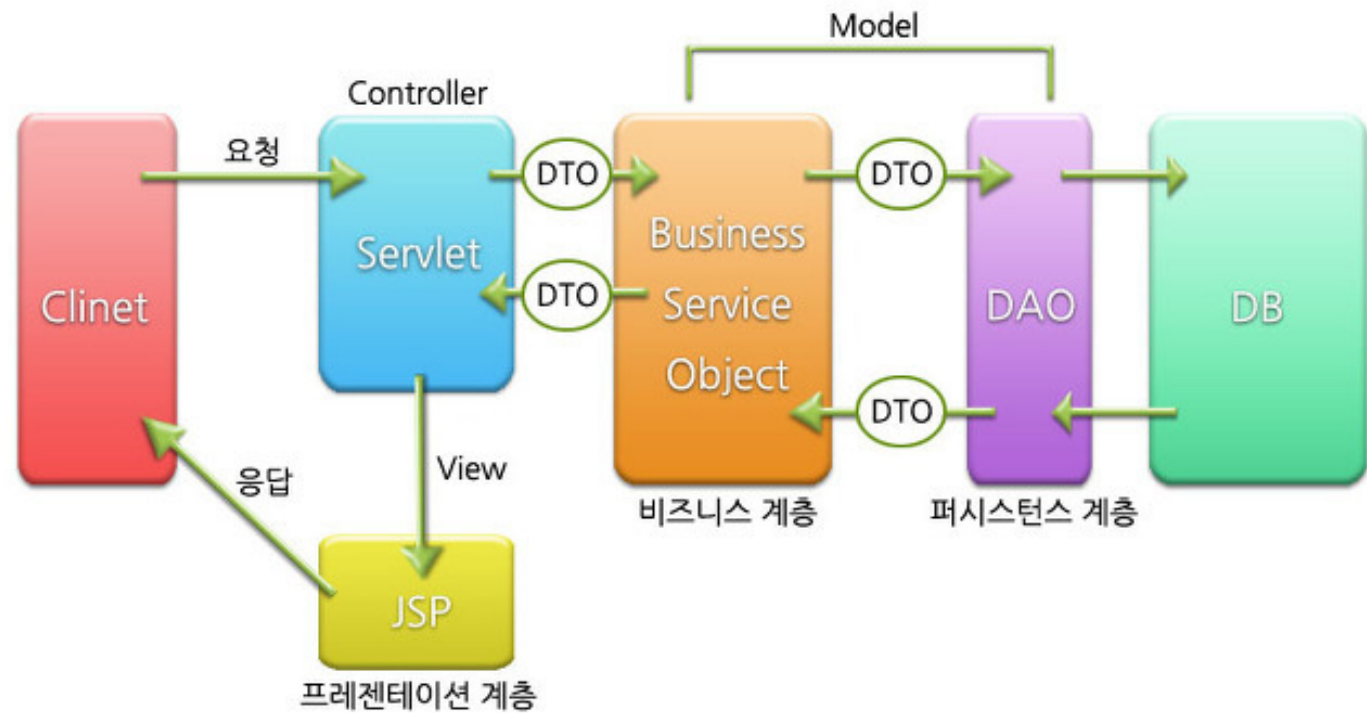 Model
Controller
요청
DTO
DTO
Servlet
Business
Service
Object
DTO
Clinet
DAO
DB
DTO
응답
View
비즈니스 계층
퍼시스턴스 계층
JSP
프레젠테이션 계층